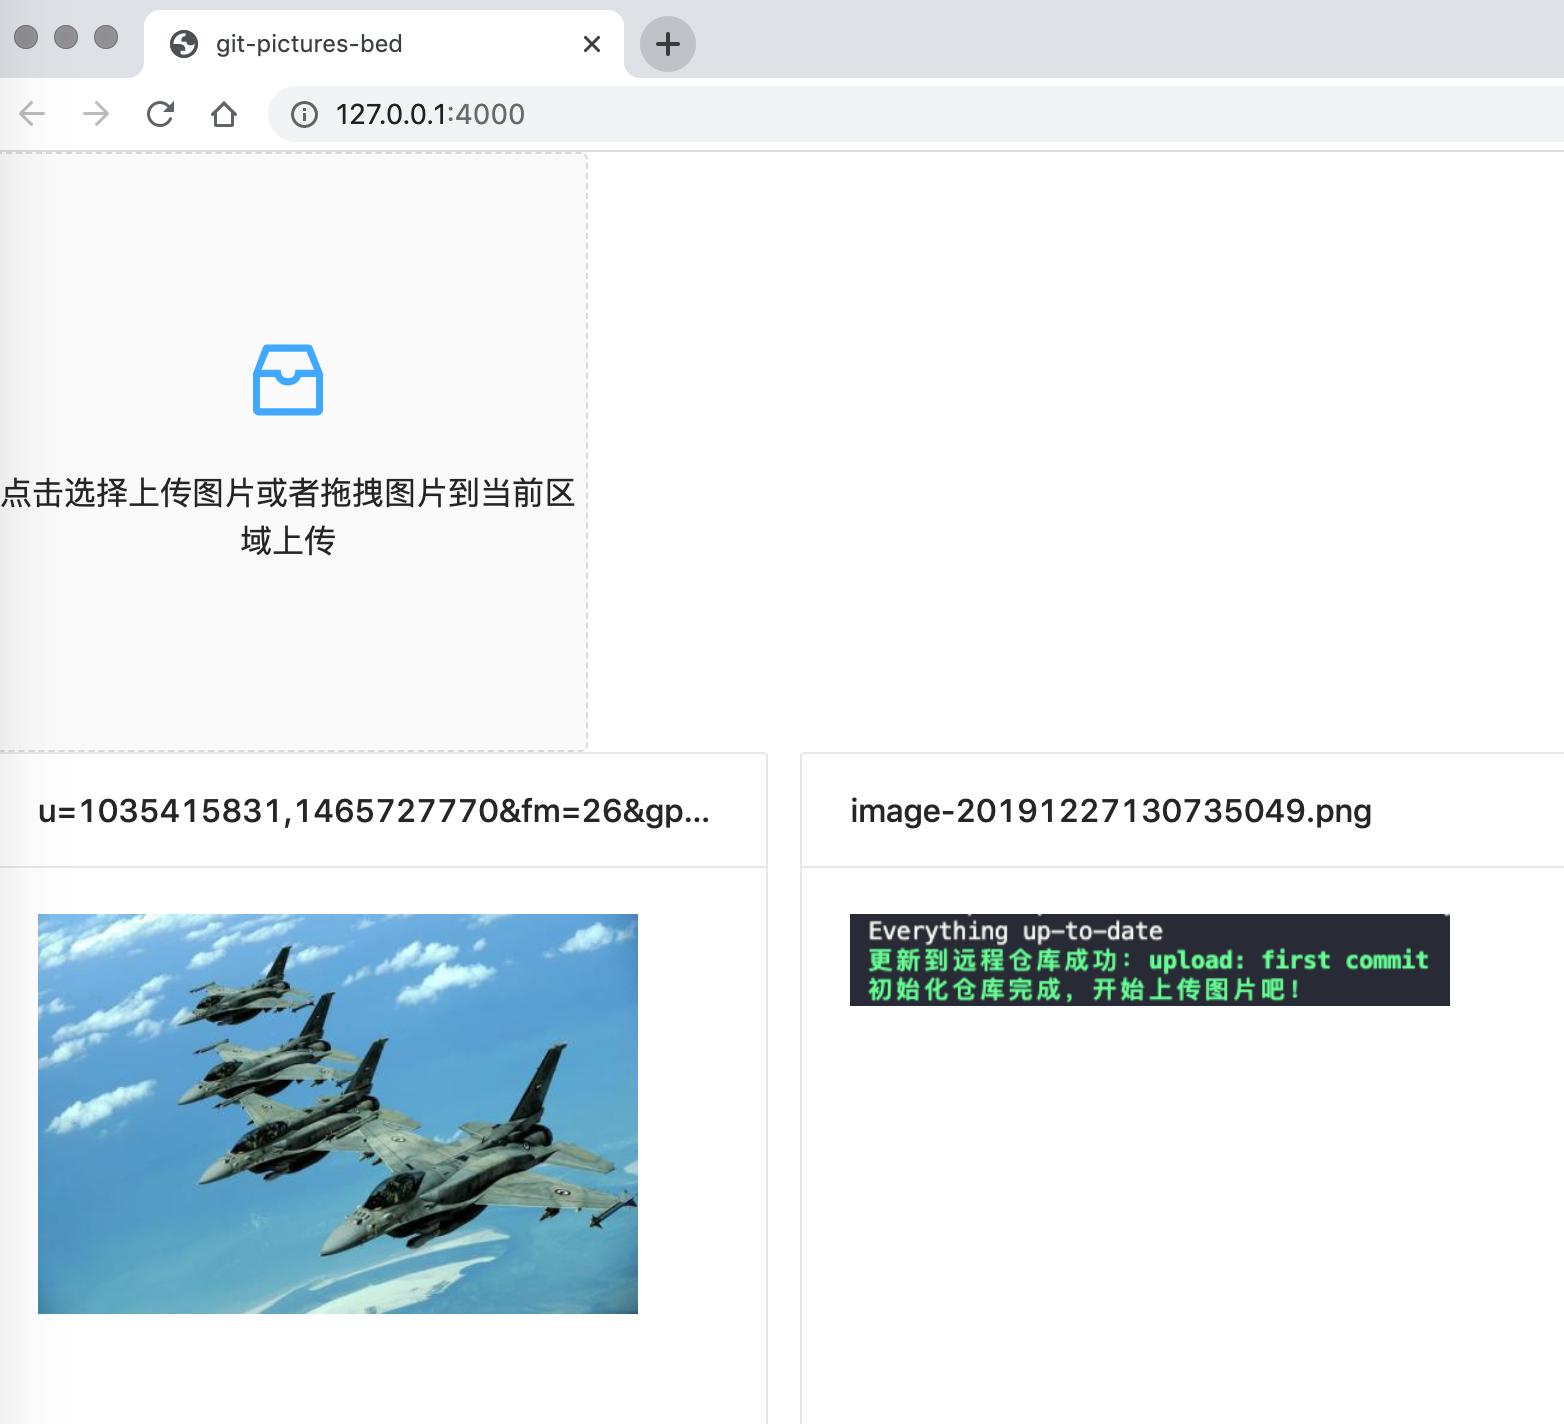 git-pictures-bed
127.0.0.1:4000
点击选择上传图片或者拖拽图片到当前区
域上传
u=1035415831,1465727770&fm=26&gp...
image-20191227130735049.png
Everything up-to-date
更新到远程仓库成功：upload: first commit
初始化仓库完成，开始上传图片吧！